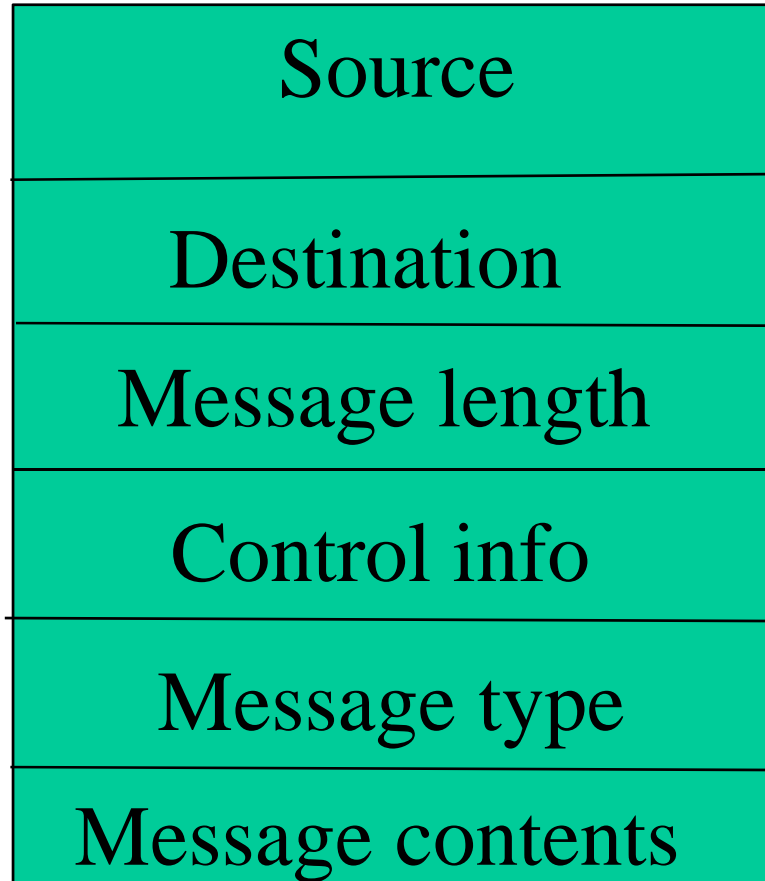 Source
Destination
Message length
Control info
Message type
Message contents